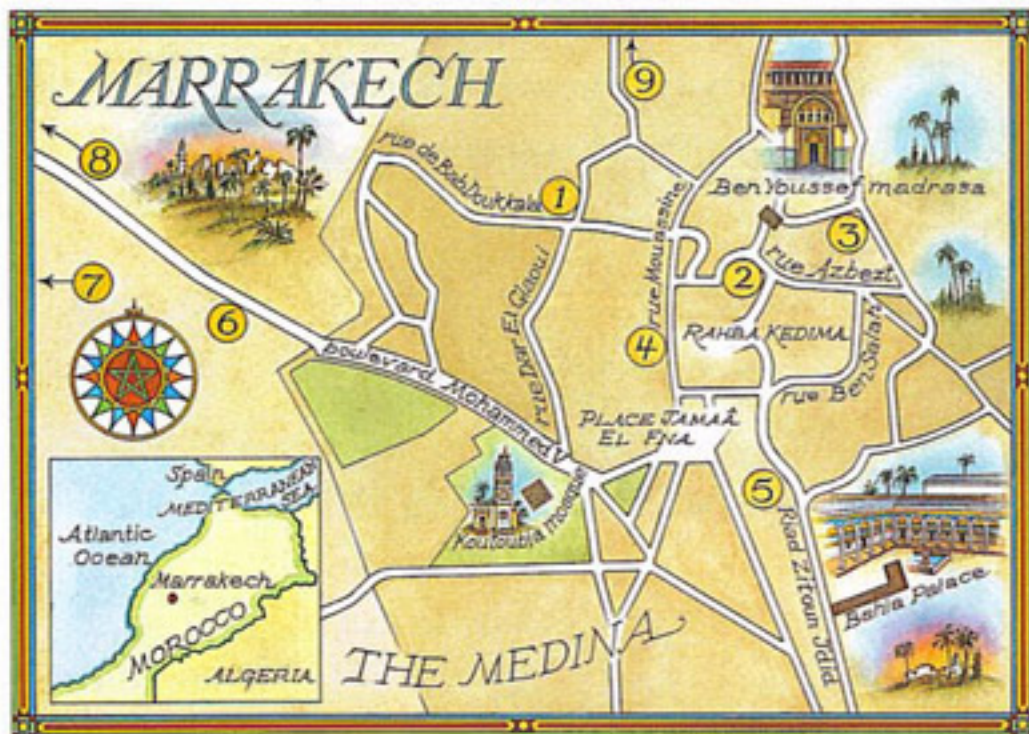 MARRAKECH
9
8
rue de Bab Doukkala
1
Ben Youssef madrasa
3
rue Mouassine
2
rue Azbezt
7
6
rue Dar El Glaoui
4
RAHBA KEDIMA
boulevard Mohammed V
rue Ben Salah
PLACE JAMAÂ
EL FNA
Koutoubia mosque
5
Riad Zitoun Jdid
Bahia Palace
Spain
MEDITERRANEAN
SEA
Atlantic
Ocean
Marrakech
MOROCCO
ALGERIA
THE MEDINA